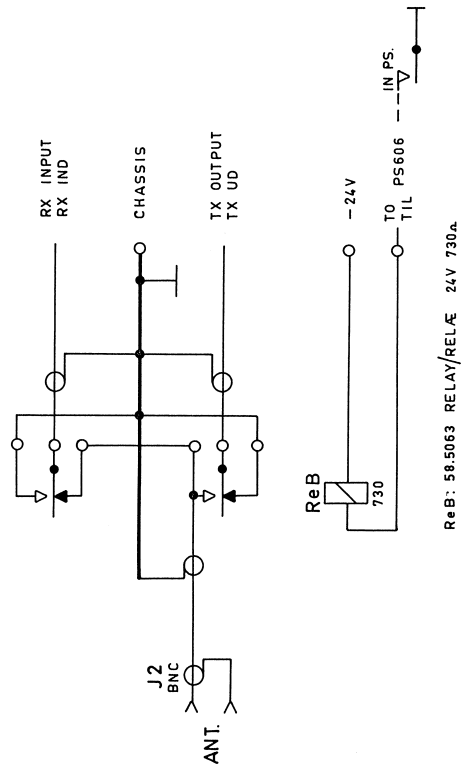 RX INPUT
RX IND
CHASSIS
TX OUTPUT
TX UD
J2
BNC
ANT.
-24V
TO
TIL
PS606
IN PS.
ReB
730
ReB: 58.5063 RELAY/RELÆ 24V 730Ω